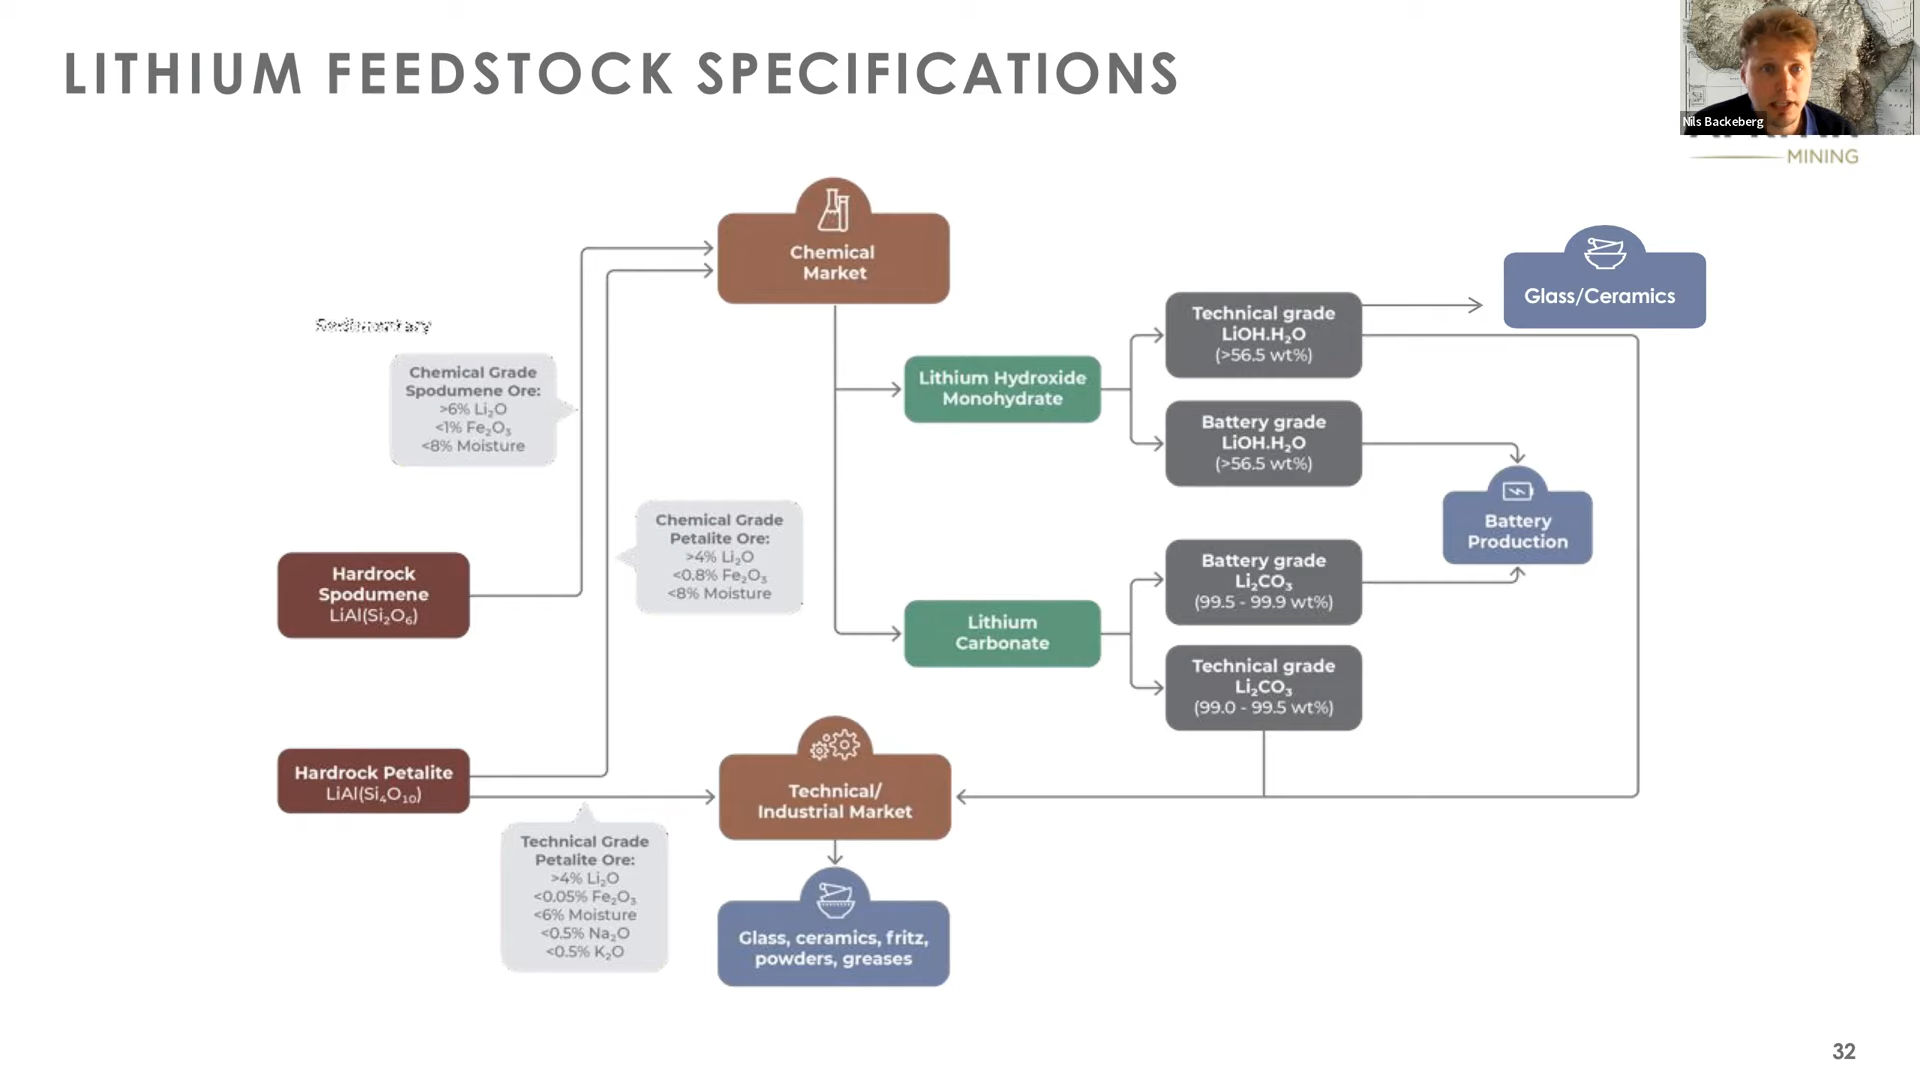 LITHIUM FEEDSTOCK SPECIFICATIONS
Nils Backeberg
MINING
Chemical
Market
Glass/Ceramics
Technical grade
LiOH.H₂O
(>56.5 wt%)
Sedimentary
Chemical Grade
Spodumene Ore:
>6% Li₂O
<1% Fe₂O₃
<8% Moisture
Lithium Hydroxide
Monohydrate
Battery grade
LiOH.H₂O
(>56.5 wt%)
Battery
Production
Chemical Grade
Petalite Ore:
>4% Li₂O
<0.8% Fe₂O₃
<8% Moisture
Hardrock
Spodumene
LiAl(Si₂O₆)
Battery grade
Li₂CO₃
(99.5 - 99.9 wt%)
Lithium
Carbonate
Technical grade
Li₂CO₃
(99.0 - 99.5 wt%)
Hardrock Petalite
LiAl(Si₄O₁₀)
Technical/
Industrial Market
Technical Grade
Petalite Ore:
>4% Li₂O
<0.05% Fe₂O₃
<6% Moisture
<0.5% Na₂O
<0.5% K₂O
Glass, ceramics, fritz,
powders, greases
32